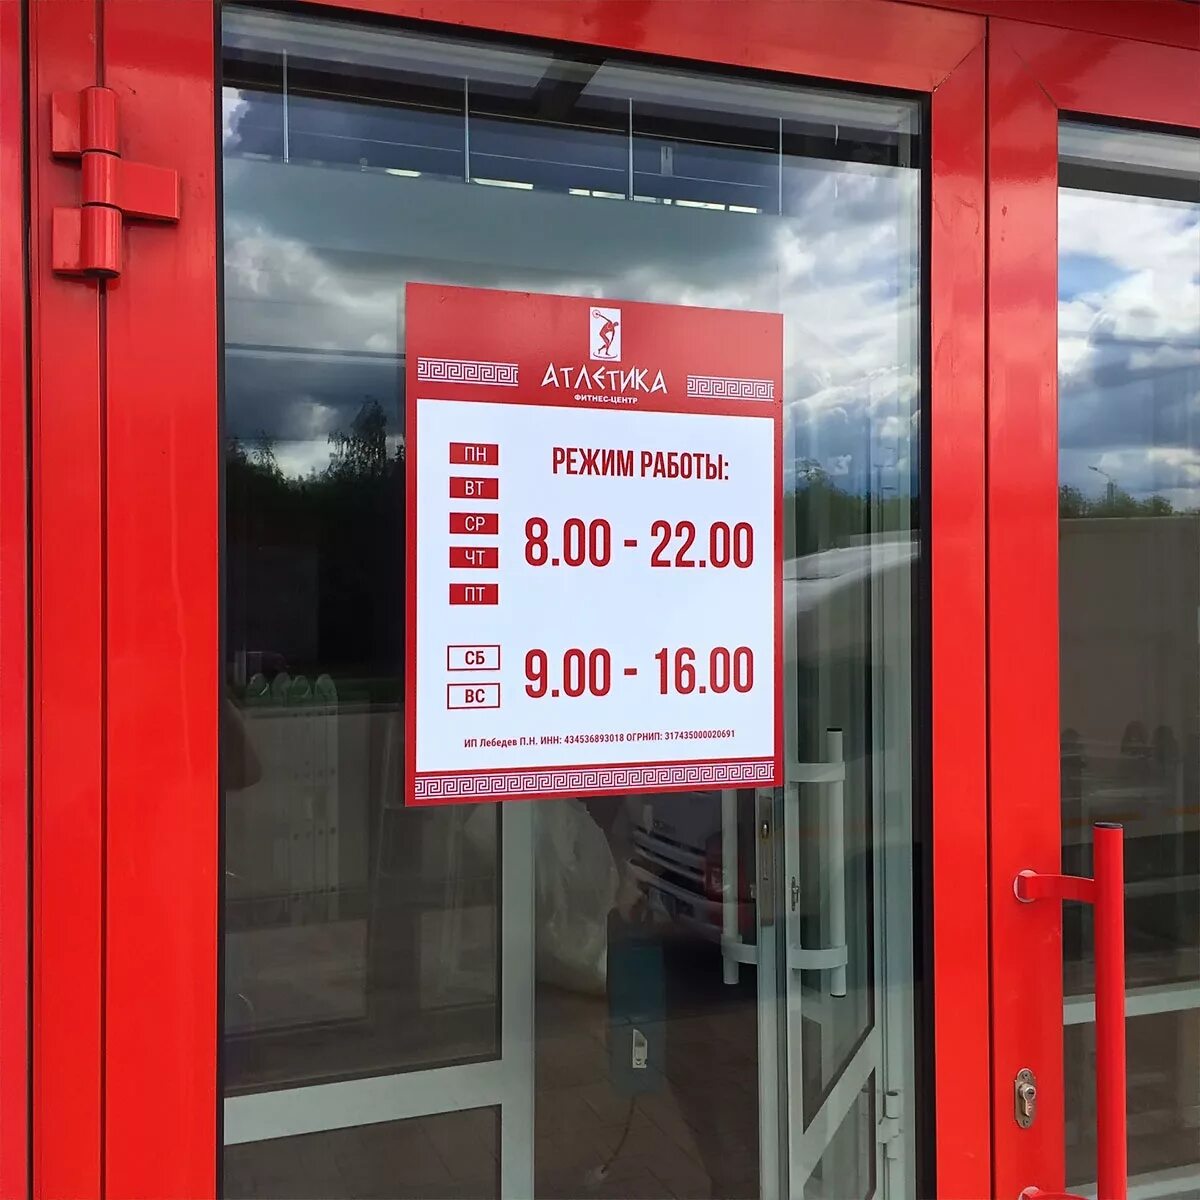 АТЛЕТИКА
ФИТНЕС-ЦЕНТР
РЕЖИМ РАБОТЫ:
ПН
ВТ
СР
ЧТ
ПТ
8.00 - 22.00
СБ
ВС
9.00 - 16.00
ИП Лебедев П.Н. ИНН: 434536893018 ОГРНИП: 317435000020691